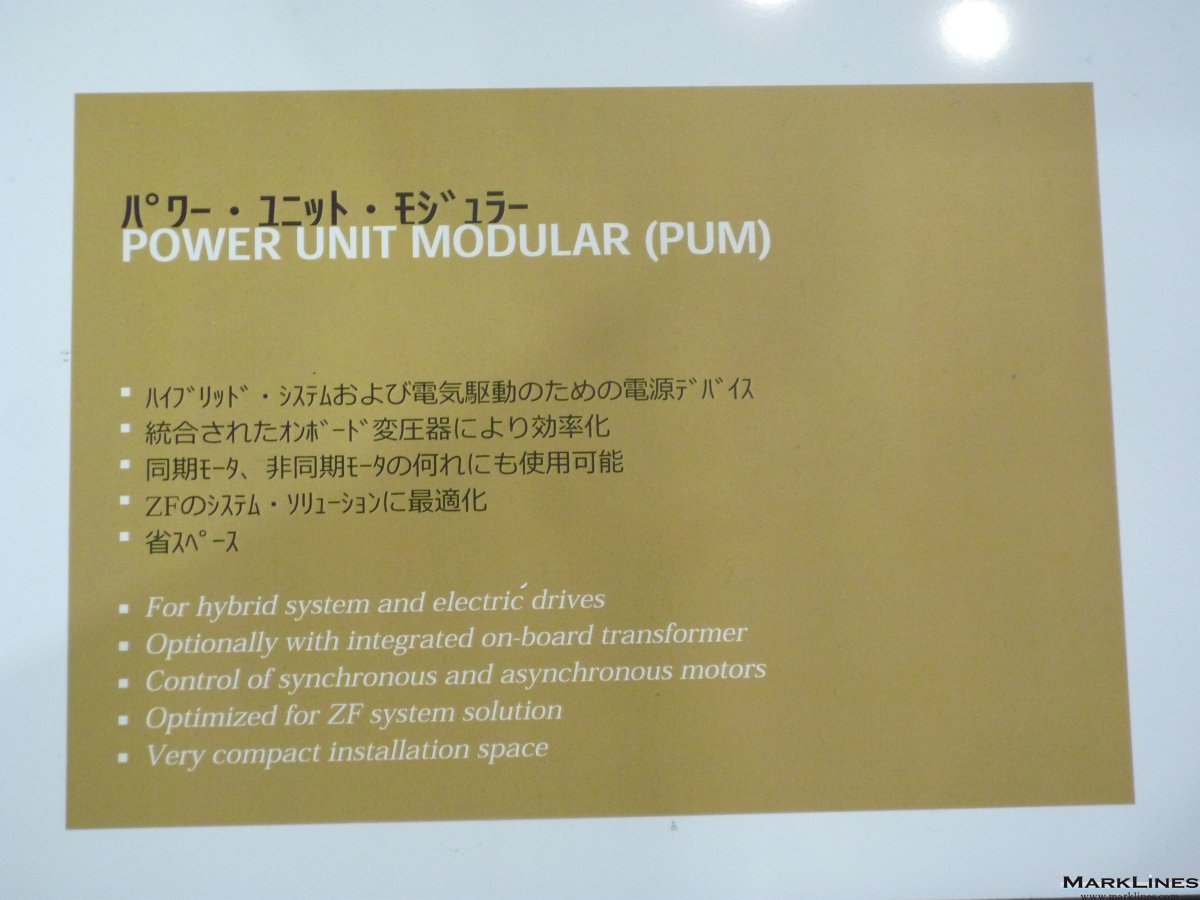 ﾊﾟﾜｰ・ﾕﾆｯﾄ・ﾓｼﾞｭﾗｰ
POWER UNIT MODULAR (PUM)
▪ ﾊｲﾌﾞﾘｯﾄﾞ・ｼｽﾃﾑおよび電気駆動のための電源ﾃﾞﾊﾞｲｽ
▪ 統合されたｵﾝﾎﾞｰﾄﾞ変圧器により効率化
▪ 同期ﾓｰﾀ、非同期ﾓｰﾀの何れにも使用可能
▪ ZFのｼｽﾃﾑ・ｿﾘｭｰｼｮﾝに最適化
▪ 省ｽﾍﾟｰｽ
▪ For hybrid system and electric drives
▪ Optionally with integrated on-board transformer
▪ Control of synchronous and asynchronous motors
▪ Optimized for ZF system solution
▪ Very compact installation space
MARKLINES
www.marklines.com